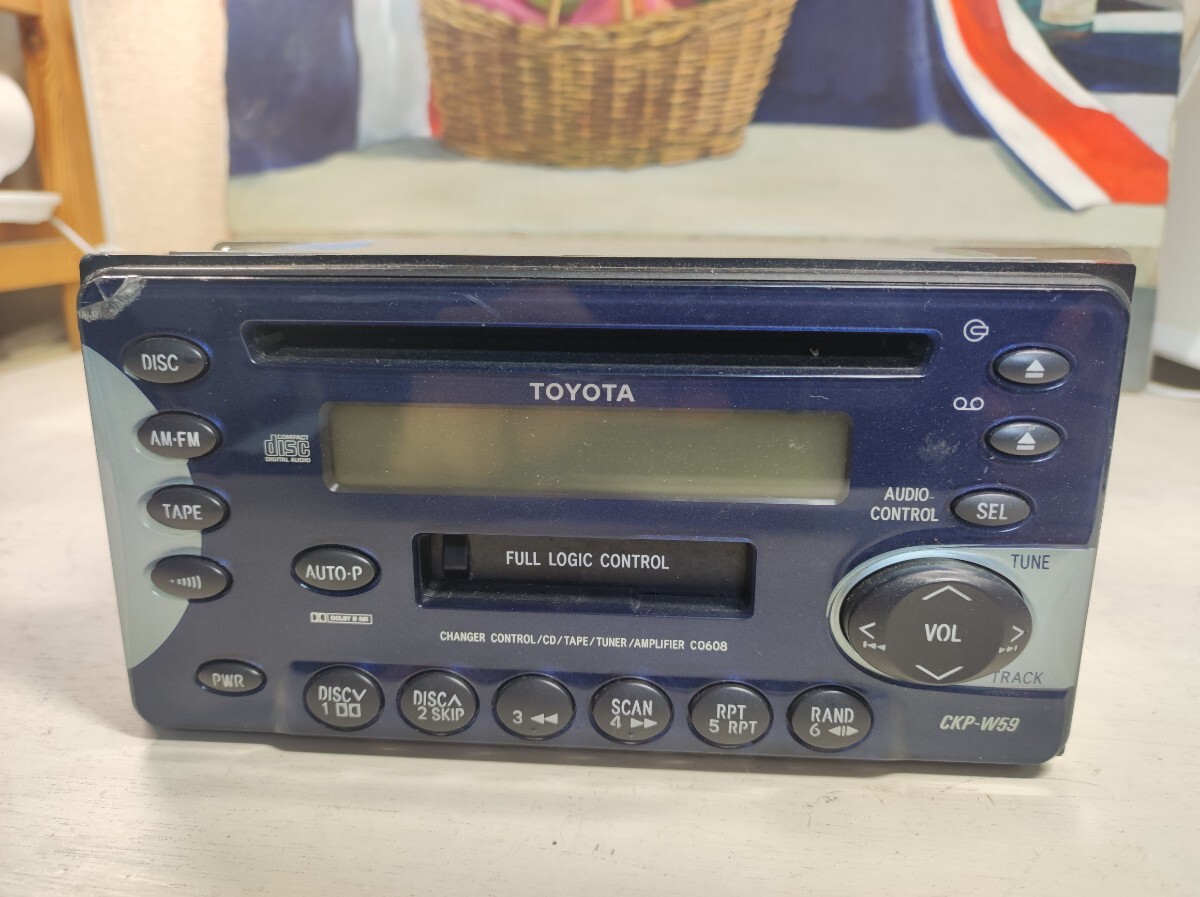 DISC
TOYOTA
AM·FM
COMPACT
disc
DIGITAL AUDIO
TAPE
AUDIO-
CONTROL
SEL
AUTO·P
FULL LOGIC CONTROL
TUNE
VOL
DOLBY B NR
CHANGER CONTROL/CD/TAPE/TUNER/AMPLIFIER C0608
TRACK
PWR
DISC
1
DISC
2 SKIP
3
SCAN
4
RPT
5 RPT
RAND
6
CKP-W59